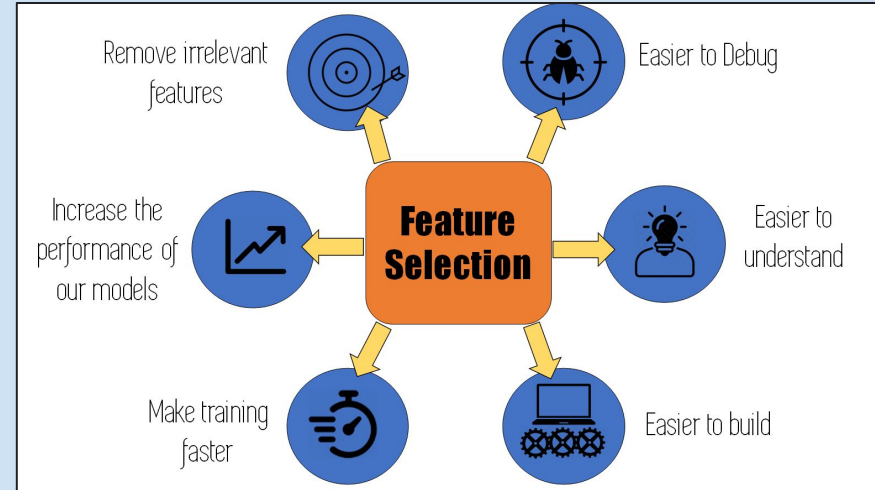 Remove irrelevant
features
Easier to Debug
Increase the
performance of
our models
Feature
Selection
Easier to
understand
Make training
faster
Easier to build